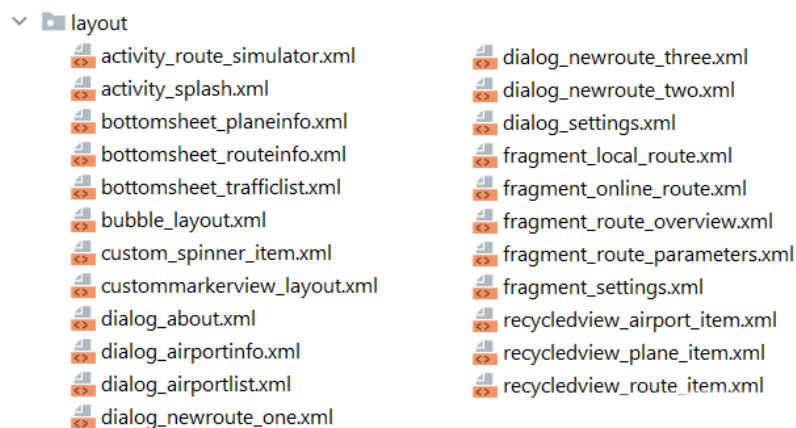 layout
activity_route_simulator.xml
activity_splash.xml
bottomsheet_planeinfo.xml
bottomsheet_routeinfo.xml
bottomsheet_trafficlist.xml
bubble_layout.xml
custom_spinner_item.xml
custommarkerview_layout.xml
dialog_about.xml
dialog_airportinfo.xml
dialog_airportlist.xml
dialog_newroute_one.xml
dialog_newroute_three.xml
dialog_newroute_two.xml
dialog_settings.xml
fragment_local_route.xml
fragment_online_route.xml
fragment_route_overview.xml
fragment_route_parameters.xml
fragment_settings.xml
recycledview_airport_item.xml
recycledview_plane_item.xml
recycledview_route_item.xml